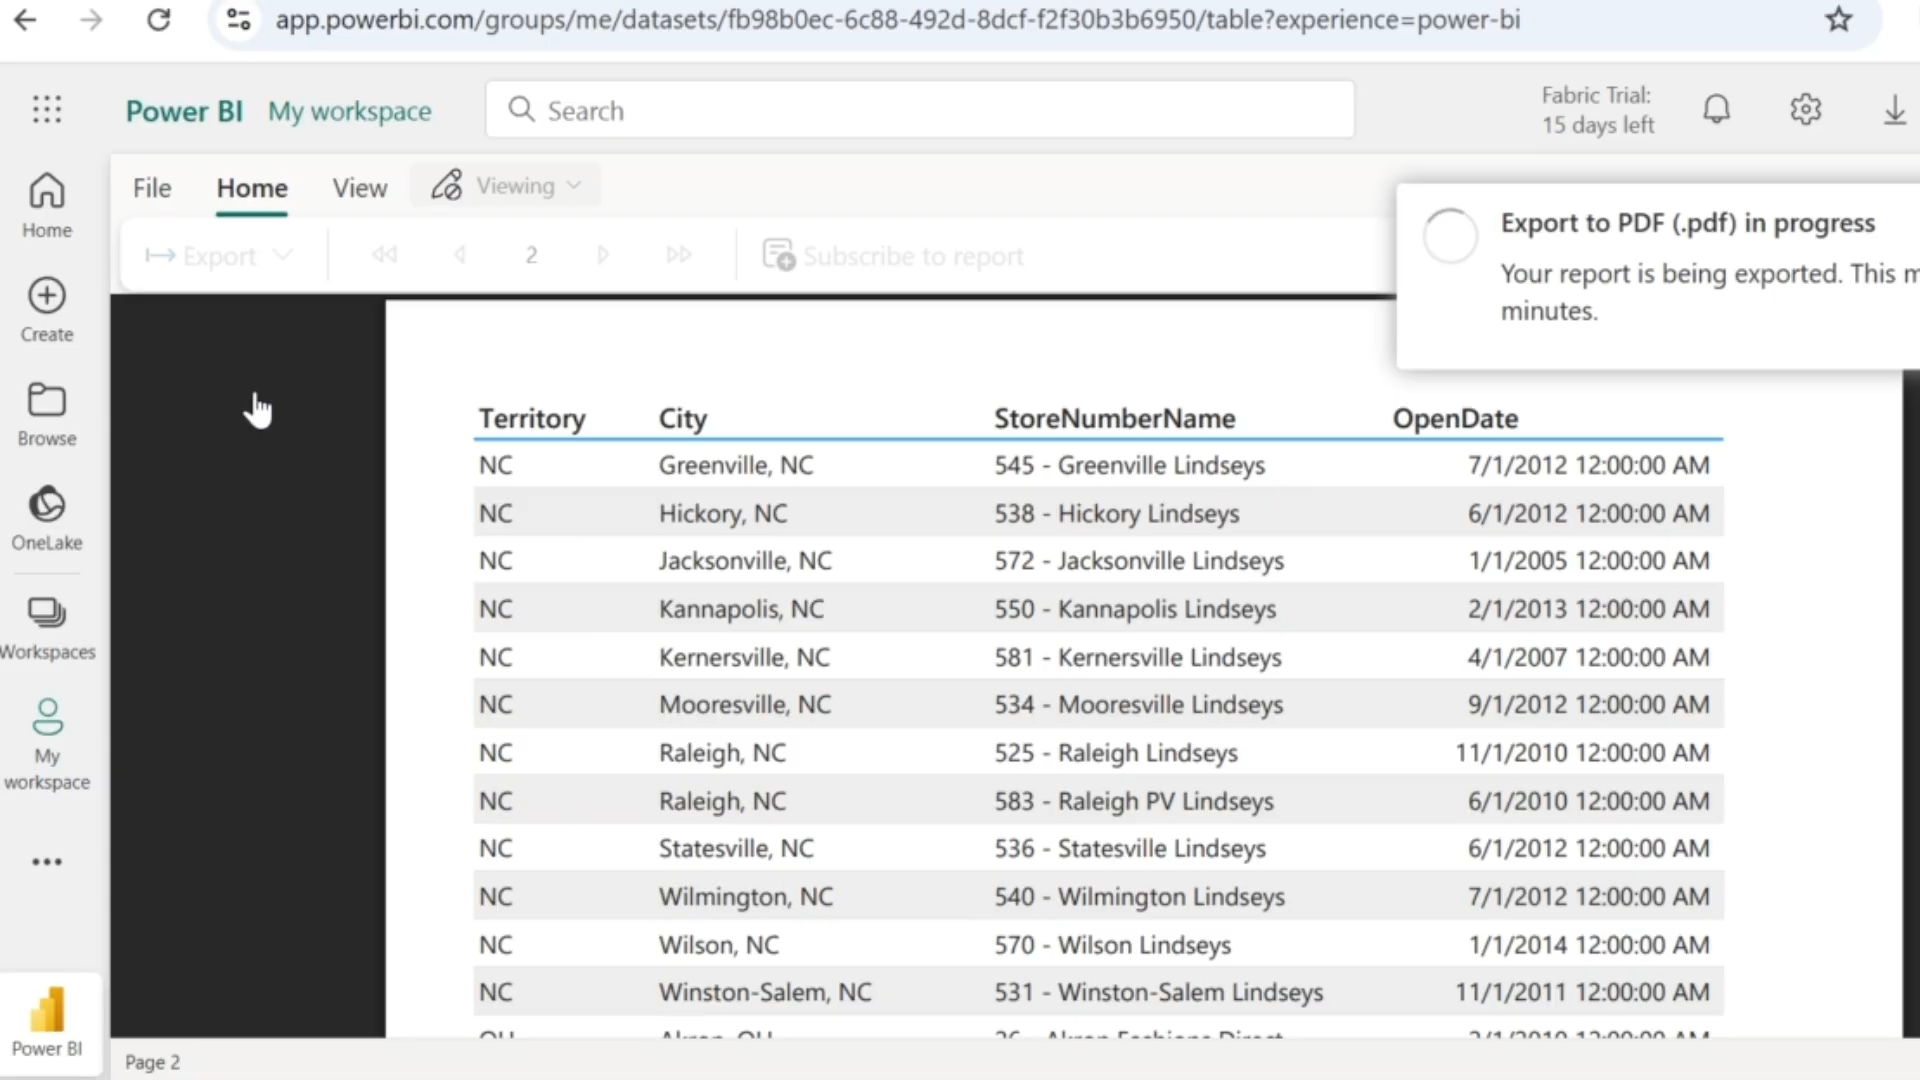 app.powerbi.com/groups/me/datasets/fb98b0ec-6c88-492d-8dcf-f2f30b3b6950/table?experience=power-bi
Power BI My workspace Search Fabric Trial:
15 days left
File Home View Viewing
Export 2 Subscribe to report
Export to PDF (.pdf) in progress
Your report is being exported. This
minutes.
Home
Create
Browse
OneLake
Workspaces
My
workspace
Power BI
Territory City StoreNumberName OpenDate
NC Greenville, NC 545 - Greenville Lindseys 7/1/2012 12:00:00 AM
NC Hickory, NC 538 - Hickory Lindseys 6/1/2012 12:00:00 AM
NC Jacksonville, NC 572 - Jacksonville Lindseys 1/1/2005 12:00:00 AM
NC Kannapolis, NC 550 - Kannapolis Lindseys 2/1/2013 12:00:00 AM
NC Kernersville, NC 581 - Kernersville Lindseys 4/1/2007 12:00:00 AM
NC Mooresville, NC 534 - Mooresville Lindseys 9/1/2012 12:00:00 AM
NC Raleigh, NC 525 - Raleigh Lindseys 11/1/2010 12:00:00 AM
NC Raleigh, NC 583 - Raleigh PV Lindseys 6/1/2010 12:00:00 AM
NC Statesville, NC 536 - Statesville Lindseys 6/1/2012 12:00:00 AM
NC Wilmington, NC 540 - Wilmington Lindseys 7/1/2012 12:00:00 AM
NC Wilson, NC 570 - Wilson Lindseys 1/1/2014 12:00:00 AM
NC Winston-Salem, NC 531 - Winston-Salem Lindseys 11/1/2011 12:00:00 AM
Page 2